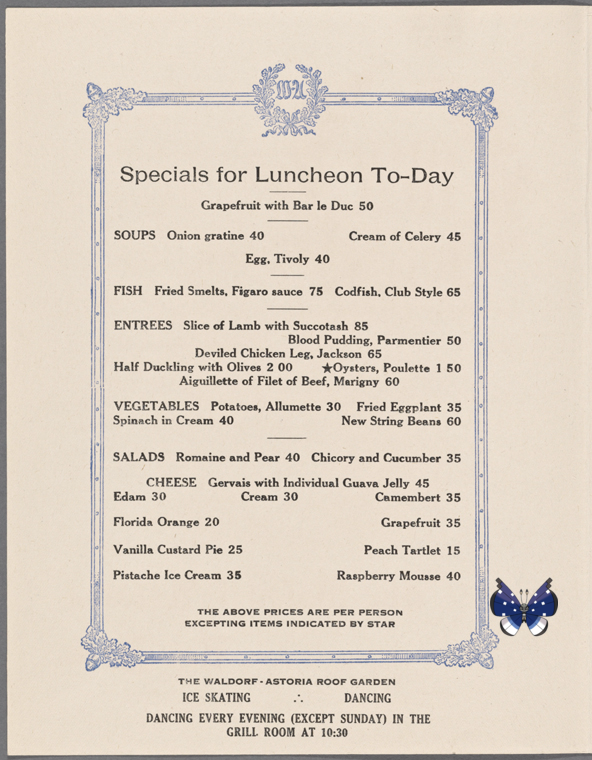 WA
Specials for Luncheon To-Day
Grapefruit with Bar le Duc 50
SOUPS Onion gratine 40 Cream of Celery 45
Egg, Tivoly 40
FISH Fried Smelts, Figaro sauce 75 Codfish, Club Style 65
ENTREES Slice of Lamb with Succotash 85
Blood Pudding, Parmentier 50
Deviled Chicken Leg, Jackson 65
Half Duckling with Olives 2 00 ★Oysters, Poulette 1 50
Aiguillette of Filet of Beef, Marigny 60
VEGETABLES Potatoes, Allumette 30 Fried Eggplant 35
Spinach in Cream 40 New String Beans 60
SALADS Romaine and Pear 40 Chicory and Cucumber 35
CHEESE Gervais with Individual Guava Jelly 45
Edam 30 Cream 30 Camembert 35
Florida Orange 20 Grapefruit 35
Vanilla Custard Pie 25 Peach Tartlet 15
Pistache Ice Cream 35 Raspberry Mousse 40
THE ABOVE PRICES ARE PER PERSON
EXCEPTING ITEMS INDICATED BY STAR
THE WALDORF-ASTORIA ROOF GARDEN
ICE SKATING ∴ DANCING
DANCING EVERY EVENING (EXCEPT SUNDAY) IN THE
GRILL ROOM AT 10:30